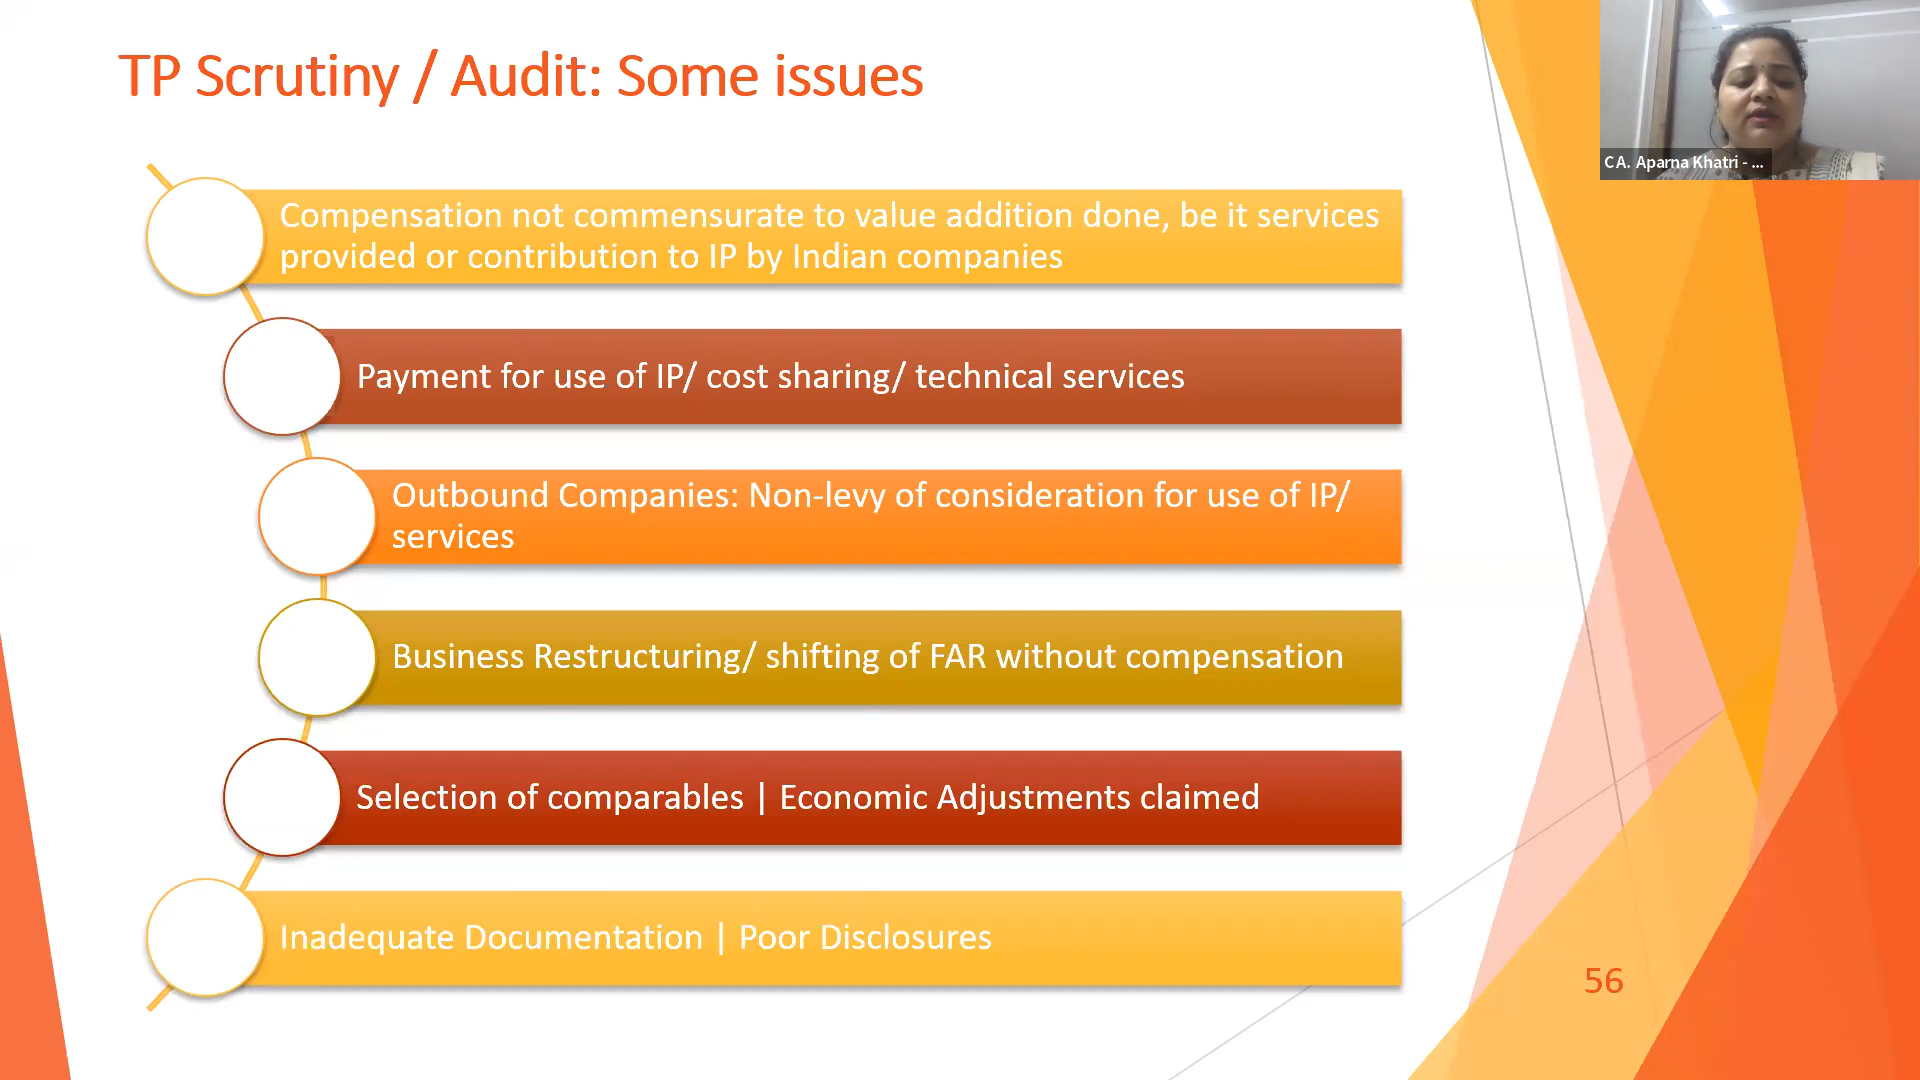 TP Scrutiny / Audit: Some issues
CA. Aparna Khatri - ...
Compensation not commensurate to value addition done, be it services
provided or contribution to IP by Indian companies
Payment for use of IP/ cost sharing/ technical services
Outbound Companies: Non-levy of consideration for use of IP/
services
Business Restructuring/ shifting of FAR without compensation
Selection of comparables | Economic Adjustments claimed
Inadequate Documentation | Poor Disclosures
56